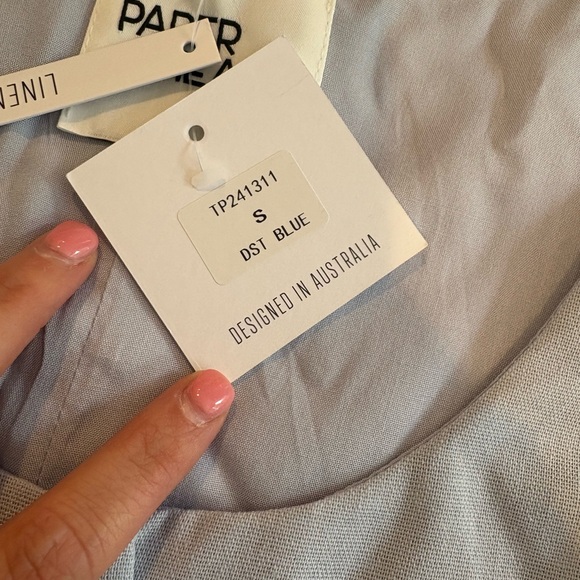 PAPER
LINEN
TP241311
S
DST BLUE
DESIGNED IN AUSTRALIA